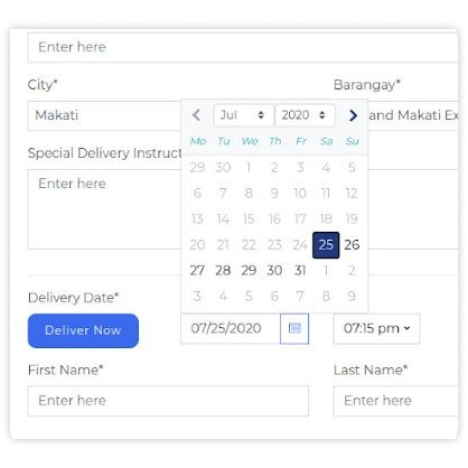 Enter here
City*
Barangay*
Makati
Jul
2020
and Makati Ex
Mo Tu We Th Fr Sa Su
Special Delivery Instruct
29 30 1 2 3 4 5
Enter here
6 7 8 9 10 11 12
13 14 15 16 17 18 19
20 21 22 23 24 25 26
27 28 29 30 31 1 2
3 4 5 6 7 8 9
Delivery Date*
Deliver Now
07/25/2020
07:15 pm
First Name*
Last Name*
Enter here
Enter here